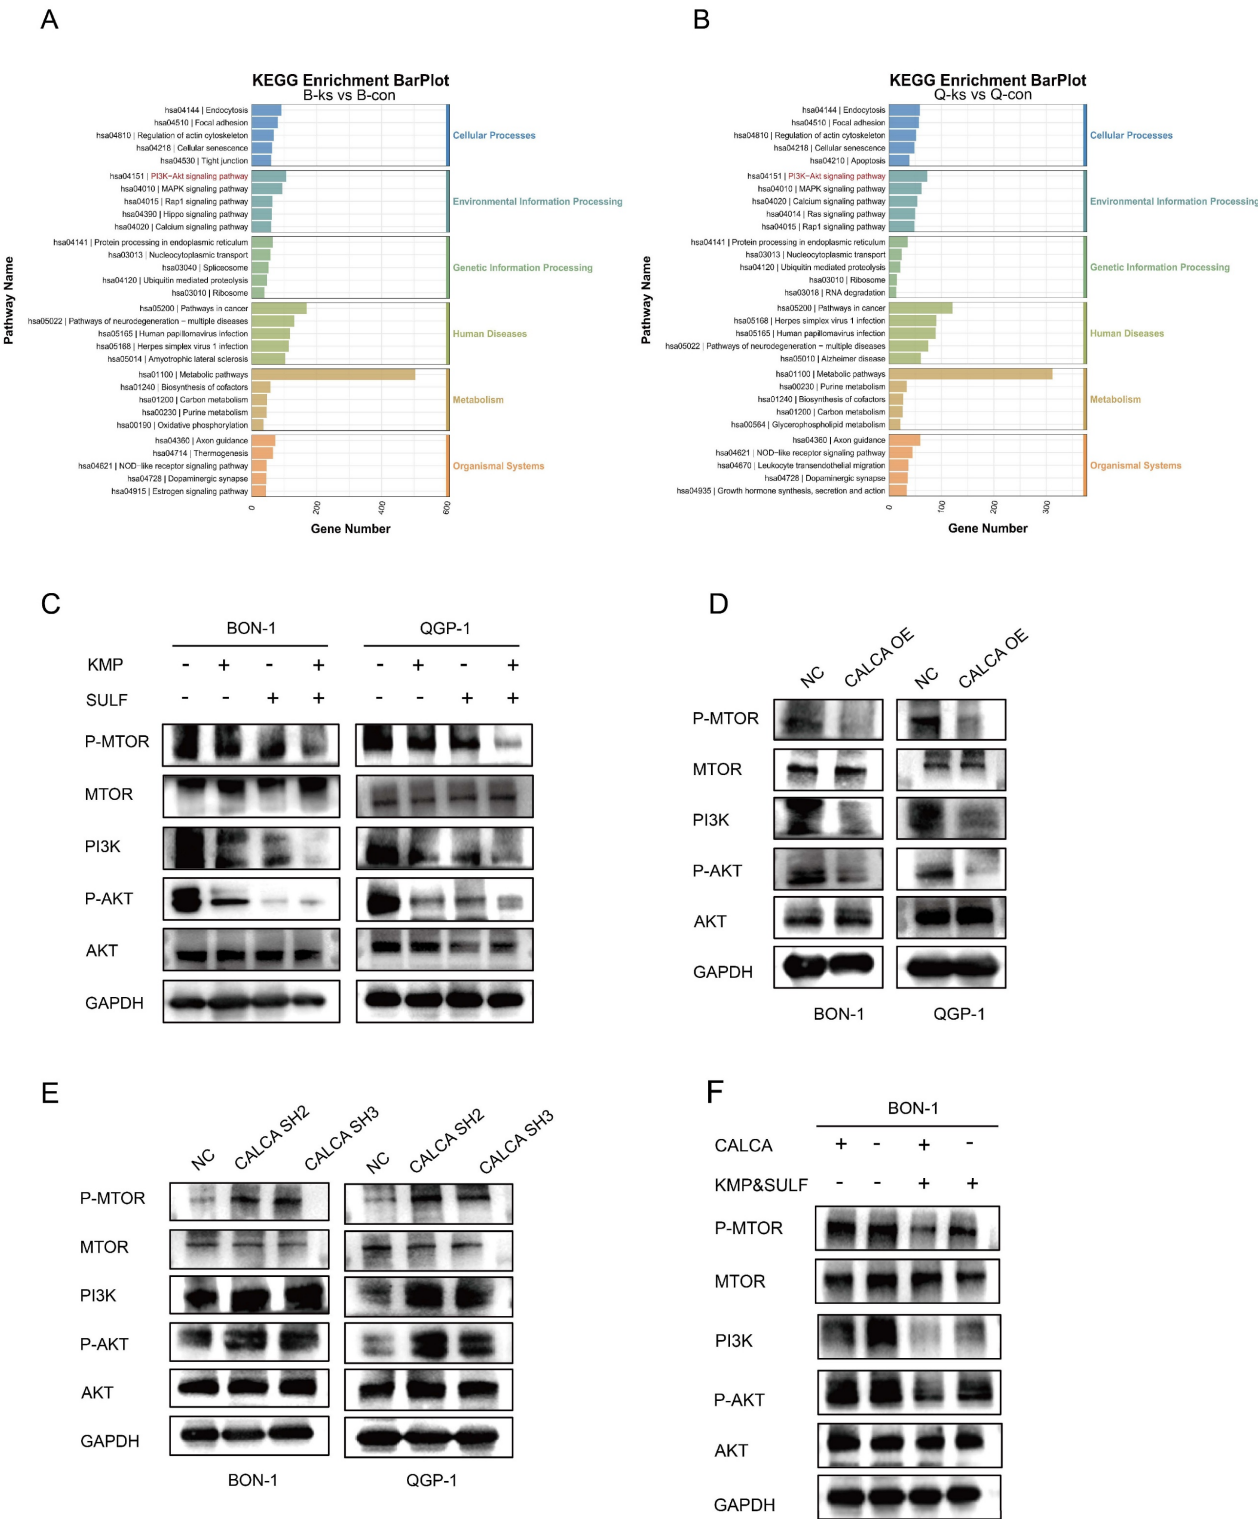 A
KEGG Enrichment BarPlot
B-ks vs B-con
Pathway Name
hsa04144 | Endocytosis
hsa04510 | Focal adhesion
hsa04810 | Regulation of actin cytoskeleton
hsa04218 | Cellular senescence
hsa04530 | Tight junction
Cellular Processes
hsa04151 | PI3K−Akt signaling pathway
hsa04010 | MAPK signaling pathway
hsa04015 | Rap1 signaling pathway
hsa04390 | Hippo signaling pathway
hsa04020 | Calcium signaling pathway
Environmental Information Processing
hsa04141 | Protein processing in endoplasmic reticulum
hsa03013 | Nucleocytoplasmic transport
hsa03040 | Spliceosome
hsa04120 | Ubiquitin mediated proteolysis
hsa03010 | Ribosome
Genetic Information Processing
hsa05200 | Pathways in cancer
hsa05022 | Pathways of neurodegeneration − multiple diseases
hsa05165 | Human papillomavirus infection
hsa05168 | Herpes simplex virus 1 infection
hsa05014 | Amyotrophic lateral sclerosis
Human Diseases
hsa01100 | Metabolic pathways
hsa01240 | Biosynthesis of cofactors
hsa01200 | Carbon metabolism
hsa00230 | Purine metabolism
hsa00190 | Oxidative phosphorylation
Metabolism
hsa04360 | Axon guidance
hsa04714 | Thermogenesis
hsa04621 | NOD−like receptor signaling pathway
hsa04728 | Dopaminergic synapse
hsa04915 | Estrogen signaling pathway
Organismal Systems
0 200 400 600
Gene Number
B
KEGG Enrichment BarPlot
Q-ks vs Q-con
Pathway Name
hsa04144 | Endocytosis
hsa04510 | Focal adhesion
hsa04810 | Regulation of actin cytoskeleton
hsa04218 | Cellular senescence
hsa04210 | Apoptosis
Cellular Processes
hsa04151 | PI3K−Akt signaling pathway
hsa04010 | MAPK signaling pathway
hsa04020 | Calcium signaling pathway
hsa04014 | Ras signaling pathway
hsa04015 | Rap1 signaling pathway
Environmental Information Processing
hsa04141 | Protein processing in endoplasmic reticulum
hsa03013 | Nucleocytoplasmic transport
hsa04120 | Ubiquitin mediated proteolysis
hsa03010 | Ribosome
hsa03018 | RNA degradation
Genetic Information Processing
hsa05200 | Pathways in cancer
hsa05168 | Herpes simplex virus 1 infection
hsa05165 | Human papillomavirus infection
hsa05022 | Pathways of neurodegeneration − multiple diseases
hsa05010 | Alzheimer disease
Human Diseases
hsa01100 | Metabolic pathways
hsa00230 | Purine metabolism
hsa01240 | Biosynthesis of cofactors
hsa01200 | Carbon metabolism
hsa00564 | Glycerophospholipid metabolism
Metabolism
hsa04360 | Axon guidance
hsa04621 | NOD−like receptor signaling pathway
hsa04670 | Leukocyte transendothelial migration
hsa04728 | Dopaminergic synapse
hsa04935 | Growth hormone synthesis, secretion and action
Organismal Systems
0 100 200 300
Gene Number
C
BON-1 QGP-1
KMP - + - + - + - +
SULF - - + + - - + +
P-MTOR
MTOR
PI3K
P-AKT
AKT
GAPDH
D
NC CALCA OE NC CALCA OE
P-MTOR
MTOR
PI3K
P-AKT
AKT
GAPDH
BON-1 QGP-1
E
NC CALCA SH2 CALCA SH3 NC CALCA SH2 CALCA SH3
P-MTOR
MTOR
PI3K
P-AKT
AKT
GAPDH
BON-1 QGP-1
F
BON-1
CALCA + - + -
KMP&SULF - - + +
P-MTOR
MTOR
PI3K
P-AKT
AKT
GAPDH